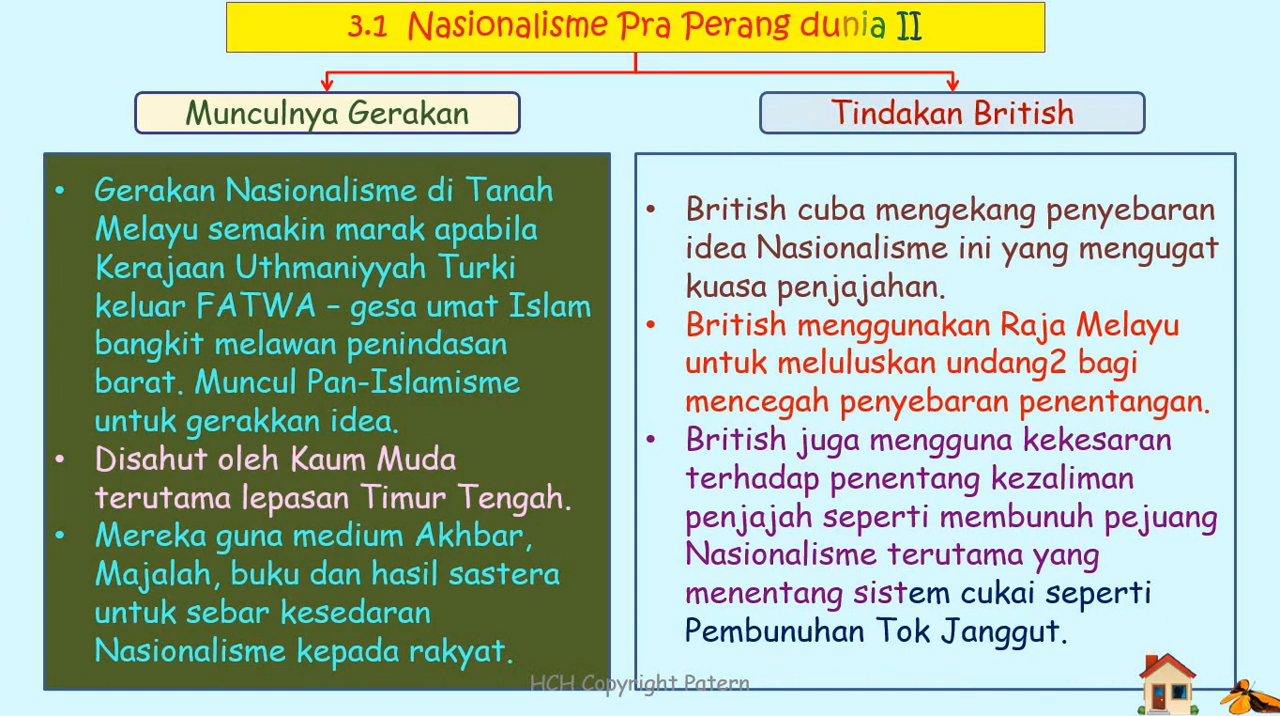 3.1 Nasionalisme Pra Perang dunia II
Munculnya Gerakan
• Gerakan Nasionalisme di Tanah
Melayu semakin marak apabila
Kerajaan Uthmaniyyah Turki
keluar FATWA – gesa umat Islam
bangkit melawan penindasan
barat. Muncul Pan-Islamisme
untuk gerakkan idea.
• Disahut oleh Kaum Muda
terutama lepasan Timur Tengah.
• Mereka guna medium Akhbar,
Majalah, buku dan hasil sastera
untuk sebar kesedaran
Nasionalisme kepada rakyat.
Tindakan British
• British cuba mengekang penyebaran
idea Nasionalisme ini yang mengugat
kuasa penjajahan.
• British menggunakan Raja Melayu
untuk meluluskan undang2 bagi
mencegah penyebaran penentangan.
• British juga mengguna kekesaran
terhadap penentang kezaliman
penjajah seperti membunuh pejuang
Nasionalisme terutama yang
menentang sistem cukai seperti
Pembunuhan Tok Janggut.
HCH Copyright Patern